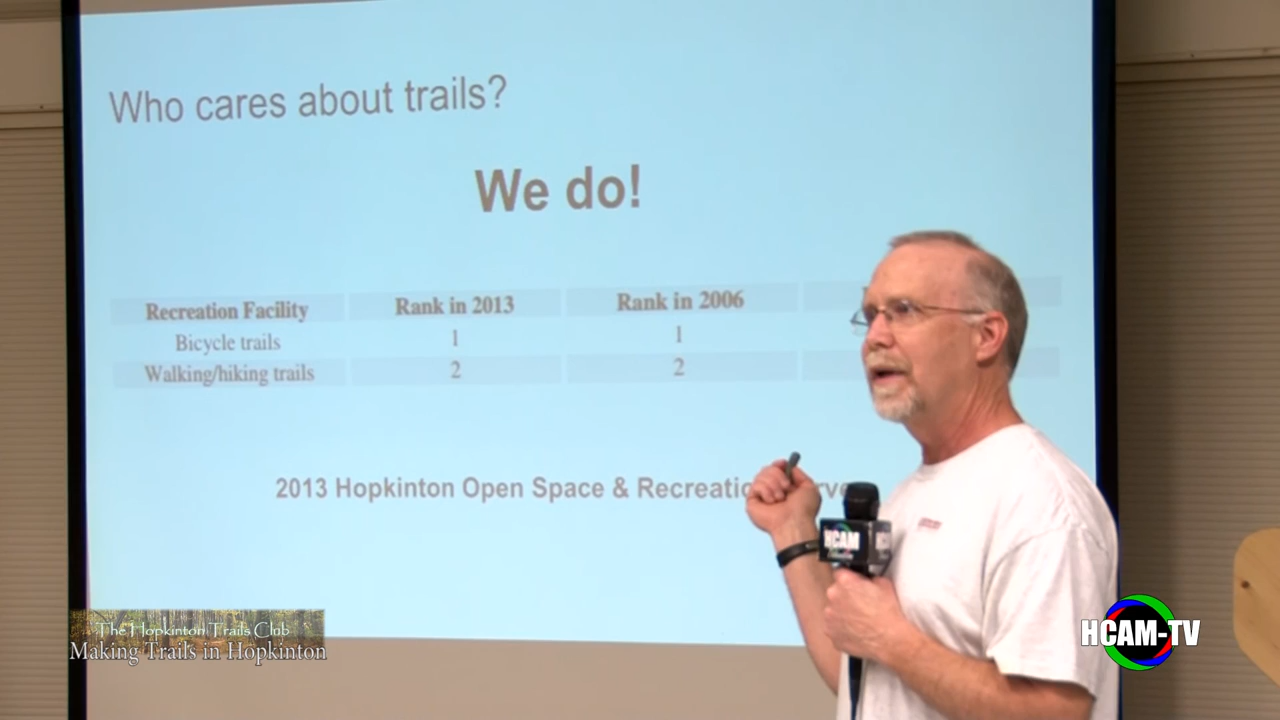 Who cares about trails?
We do!
Recreation Facility Rank in 2013 Rank in 2006
Bicycle trails 1 1
Walking/hiking trails 2 2
2013 Hopkinton Open Space & Recreatio rve
HCAM
The Hopkinton Trails Club
Making Trails in Hopkinton
HCAM-TV